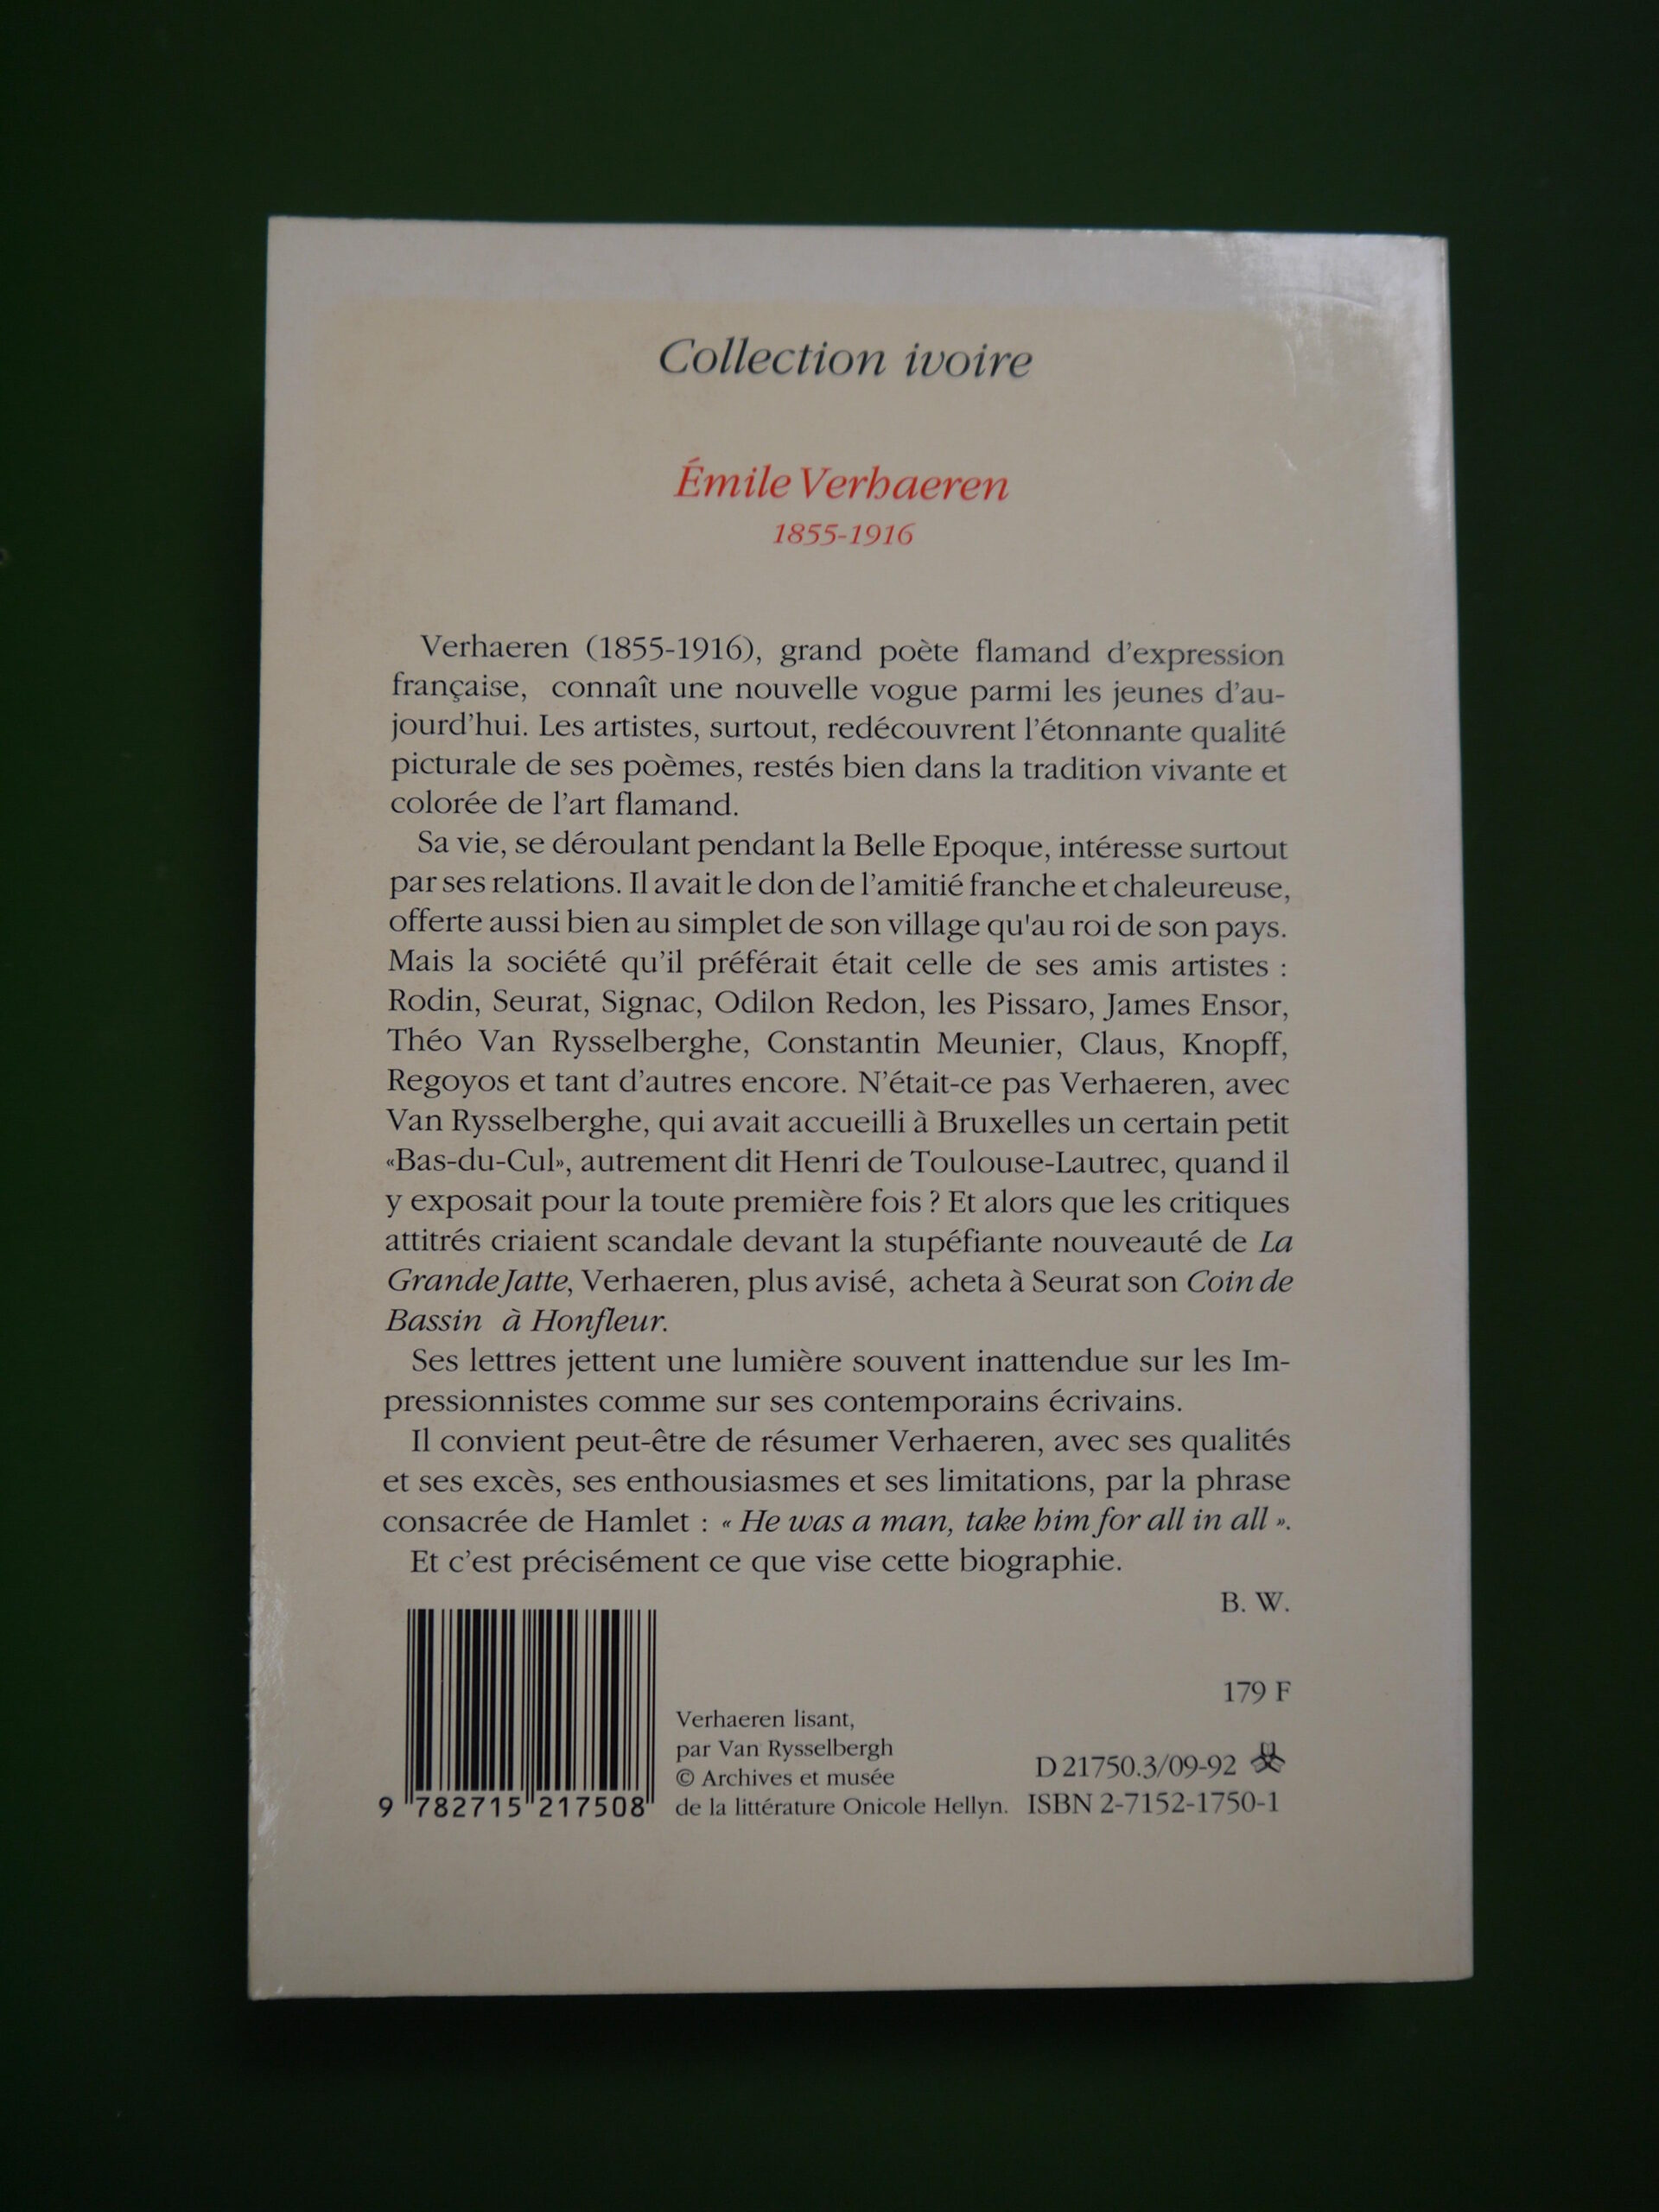 Collection ivoire
Émile Verhaeren
1855-1916
Verhaeren (1855-1916), grand poète flamand d'expression
française, connaît une nouvelle vogue parmi les jeunes d'au-
jourd'hui. Les artistes, surtout, redécouvrent l'étonnante qualité
picturale de ses poèmes, restés bien dans la tradition vivante et
colorée de l'art flamand.
Sa vie, se déroulant pendant la Belle Epoque, intéresse surtout
par ses relations. Il avait le don de l'amitié franche et chaleureuse,
offerte aussi bien au simplet de son village qu'au roi de son pays.
Mais la société qu'il préférait était celle de ses amis artistes :
Rodin, Seurat, Signac, Odilon Redon, les Pissaro, James Ensor,
Théo Van Rysselberghe, Constantin Meunier, Claus, Knopff,
Regoyos et tant d'autres encore. N'était-ce pas Verhaeren, avec
Van Rysselberghe, qui avait accueilli à Bruxelles un certain petit
«Bas-du-Cul», autrement dit Henri de Toulouse-Lautrec, quand il
y exposait pour la toute première fois ? Et alors que les critiques
attitrés criaient scandale devant la stupéfiante nouveauté de La
Grande Jatte, Verhaeren, plus avisé, acheta à Seurat son Coin de
Bassin à Honfleur.
Ses lettres jettent une lumière souvent inattendue sur les Im-
pressionnistes comme sur ses contemporains écrivains.
Il convient peut-être de résumer Verhaeren, avec ses qualités
et ses excès, ses enthousiasmes et ses limitations, par la phrase
consacrée de Hamlet : « He was a man, take him for all in all ».
Et c'est précisément ce que vise cette biographie.
B. W.
179 F
Verhaeren lisant,
par Van Rysselbergh
© Archives et musée
de la littérature Onicole Hellyn.
D 21750.3/09-92
ISBN 2-7152-1750-1
9 782715 217508